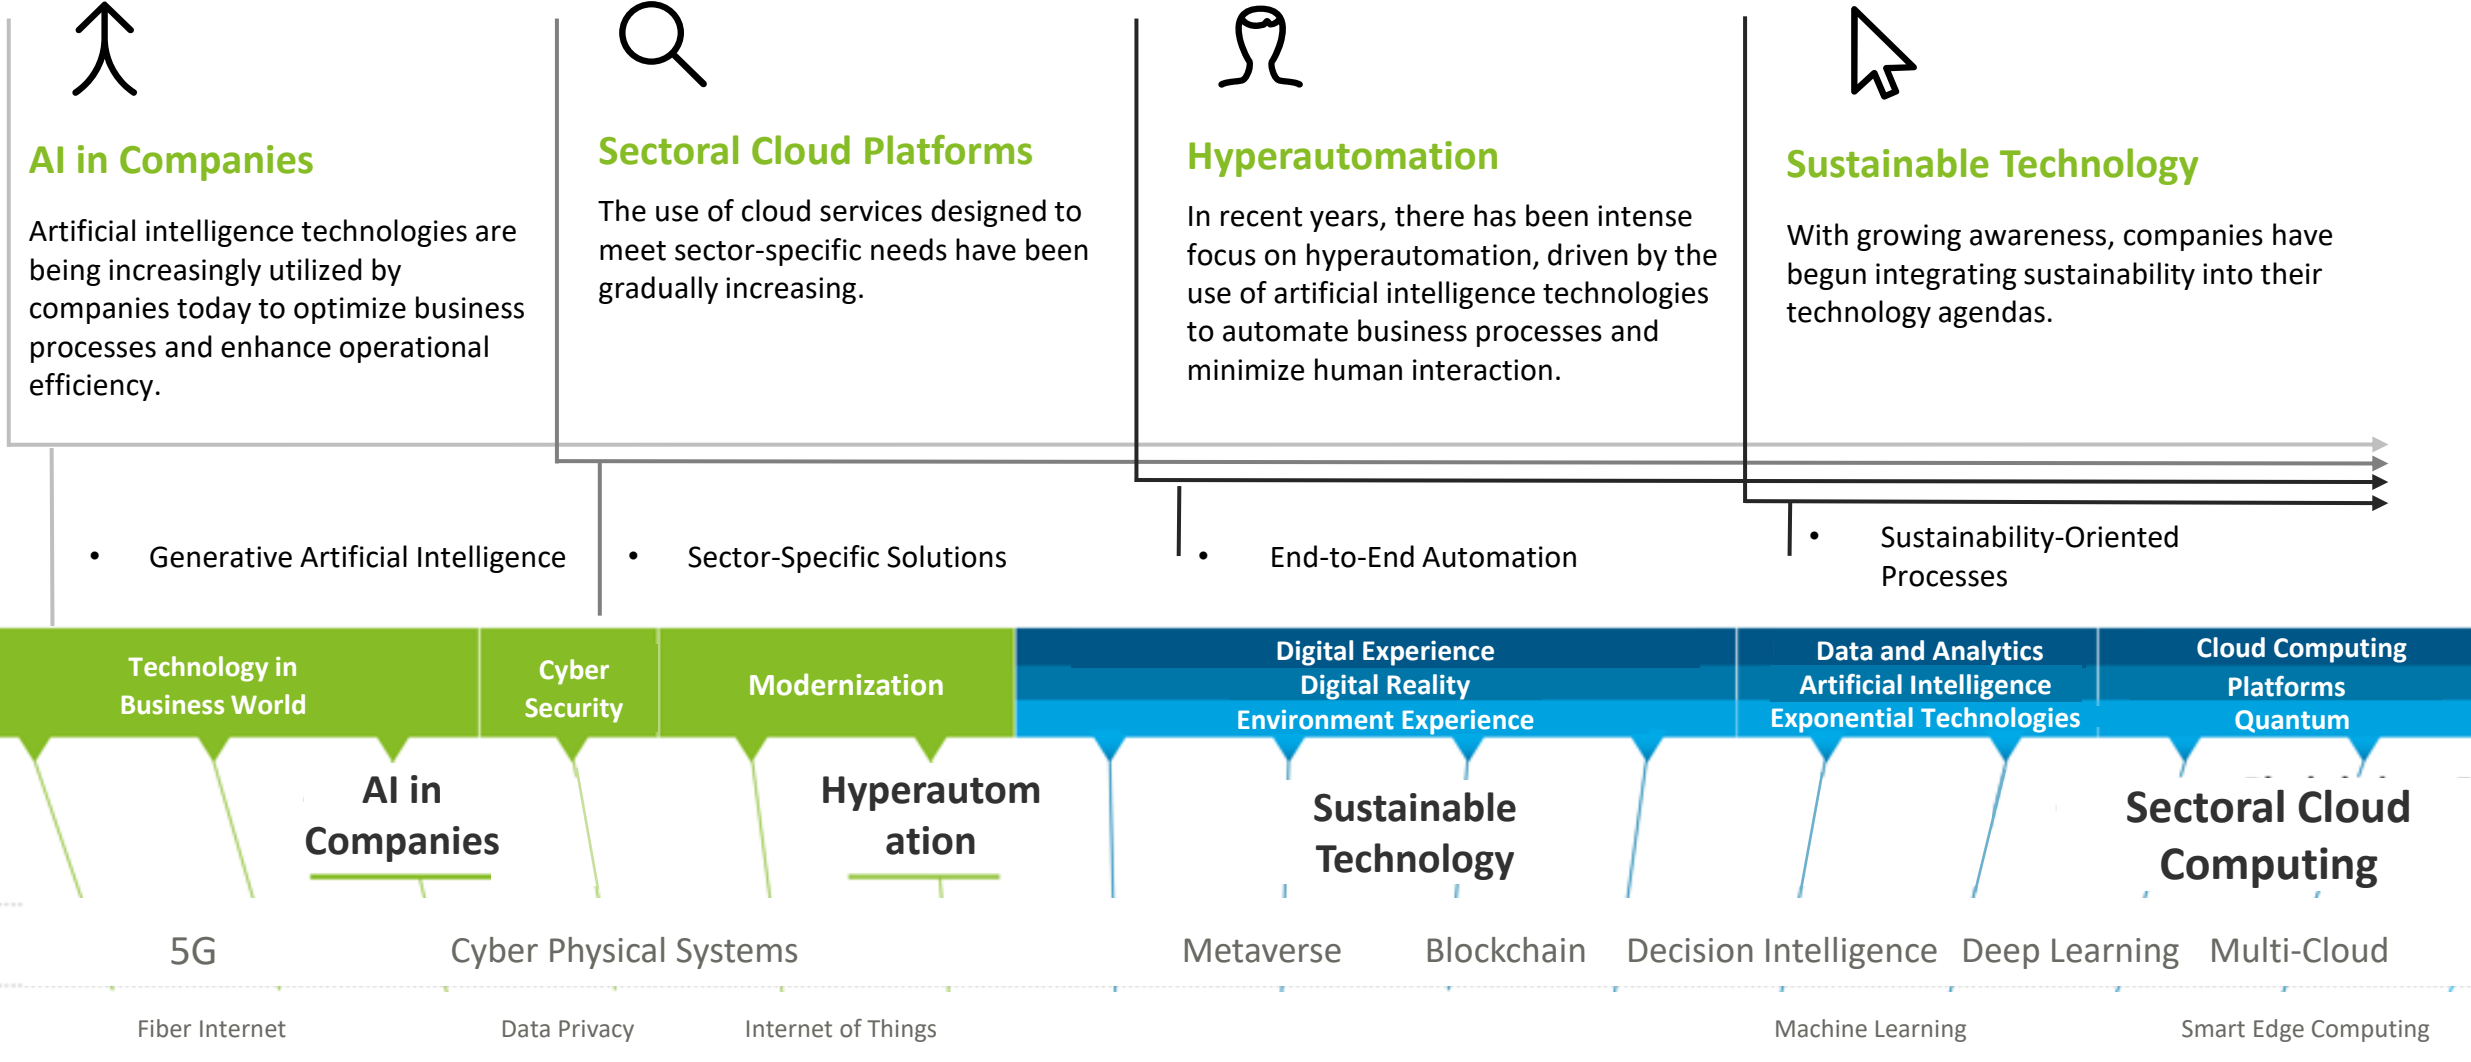 AI in Companies
Artificial intelligence technologies are
being increasingly utilized by
companies today to optimize business
processes and enhance operational
efficiency.
Sectoral Cloud Platforms
The use of cloud services designed to
meet sector-specific needs have been
gradually increasing.
Hyperautomation
In recent years, there has been intense
focus on hyperautomation, driven by the
use of artificial intelligence technologies
to automate business processes and
minimize human interaction.
Sustainable Technology
With growing awareness, companies have
begun integrating sustainability into their
technology agendas.
• Generative Artificial Intelligence
• Sector-Specific Solutions
• End-to-End Automation
• Sustainability-Oriented
Processes
Technology in
Business World
Cyber
Security
Modernization
Digital Experience
Digital Reality
Environment Experience
Data and Analytics
Artificial Intelligence
Exponential Technologies
Cloud Computing
Platforms
Quantum
AI in
Companies
Hyperautom
ation
Sustainable
Technology
Sectoral Cloud
Computing
5G
Cyber Physical Systems
Metaverse
Blockchain
Decision Intelligence
Deep Learning
Multi-Cloud
Fiber Internet
Data Privacy
Internet of Things
Machine Learning
Smart Edge Computing